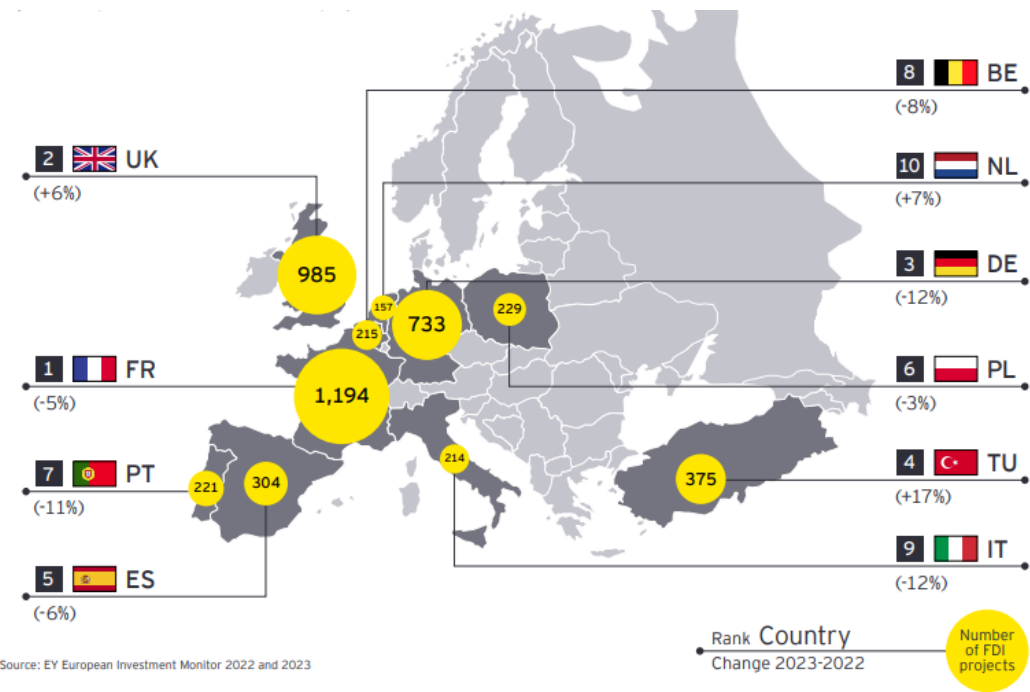 8 BE
(-8%)
2 UK
(+6%)
10 NL
(+7%)
3 DE
(-12%)
985
157
229
215
733
1 FR
(-5%)
1,194
6 PL
(-3%)
7 PT
(-11%)
221
304
214
375
4 TU
(+17%)
5 ES
(-6%)
9 IT
(-12%)
Rank Country
Change 2023-2022
Number
of FDI
projects
Source: EY European Investment Monitor 2022 and 2023